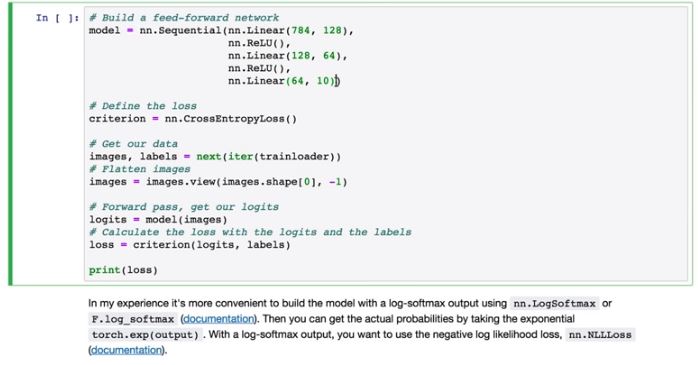 In [ ]: # Build a feed-forward network
model = nn.Sequential(nn.Linear(784, 128),
nn.ReLU(),
nn.Linear(128, 64),
nn.ReLU(),
nn.Linear(64, 10))
# Define the loss
criterion = nn.CrossEntropyLoss()
# Get our data
images, labels = next(iter(trainloader))
# Flatten images
images = images.view(images.shape[0], -1)
# Forward pass, get our logits
logits = model(images)
# Calculate the loss with the logits and the labels
loss = criterion(logits, labels)
print(loss)
In my experience it's more convenient to build the model with a log-softmax output using nn.LogSoftmax or
F.log_softmax (documentation). Then you can get the actual probabilities by taking the exponential
torch.exp(output) . With a log-softmax output, you want to use the negative log likelihood loss, nn.NLLLoss
(documentation).